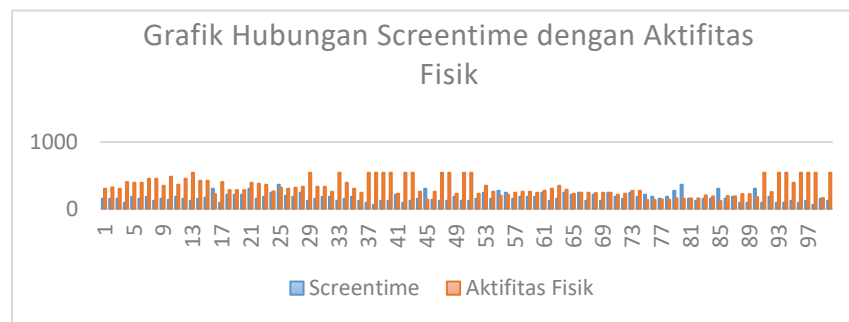 Grafik Hubungan Screentime dengan Aktifitas
Fisik
1000
0
1 5 9 13 17 21 25 29 33 37 41 45 49 53 57 61 65 69 73 77 81 85 89 93 97
Screentime Aktifitas Fisik